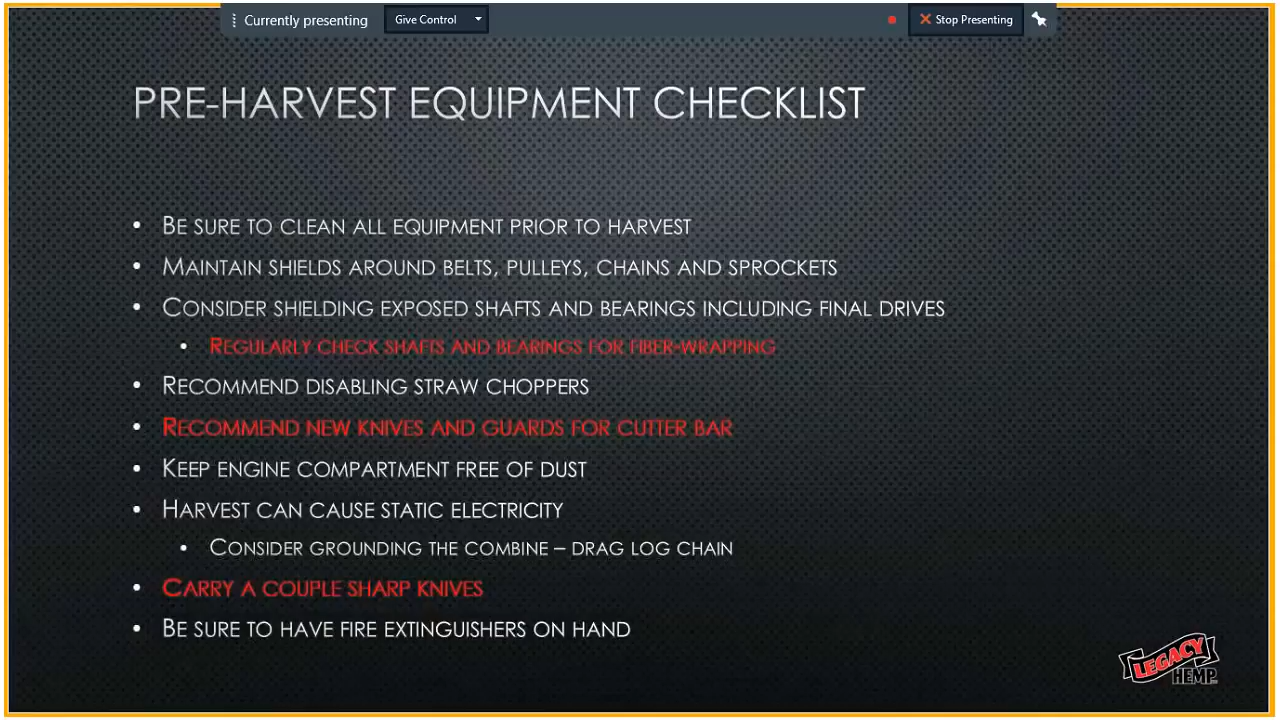 Currently presenting
Give Control
Stop Presenting
PRE-HARVEST EQUIPMENT CHECKLIST
• BE SURE TO CLEAN ALL EQUIPMENT PRIOR TO HARVEST
• MAINTAIN SHIELDS AROUND BELTS, PULLEYS, CHAINS AND SPROCKETS
• CONSIDER SHIELDING EXPOSED SHAFTS AND BEARINGS INCLUDING FINAL DRIVES
• REGULARLY CHECK SHAFTS AND BEARINGS FOR FIBER-WRAPPING
• RECOMMEND DISABLING STRAW CHOPPERS
• RECOMMEND NEW KNIVES AND GUARDS FOR CUTTER BAR
• KEEP ENGINE COMPARTMENT FREE OF DUST
• HARVEST CAN CAUSE STATIC ELECTRICITY
• CONSIDER GROUNDING THE COMBINE – DRAG LOG CHAIN
• CARRY A COUPLE SHARP KNIVES
• BE SURE TO HAVE FIRE EXTINGUISHERS ON HAND
LEGACY
HEMP